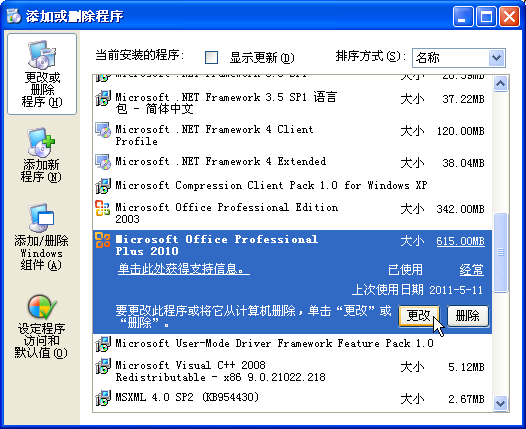 添加或删除程序
更改或
删除
程序(H)
添加新
程序(N)
添加/删除
Windows
组件(A)
设定程序
访问和
默认值(O)
当前安装的程序: 显示更新(D) 排序方式(S): 名称
大小 28.39MB
Microsoft .NET Framework 3.5 SP1 语言
包 - 简体中文 大小 37.22MB
Microsoft .NET Framework 4 Client
Profile 大小 120.00MB
Microsoft .NET Framework 4 Extended 大小 38.04MB
Microsoft Compression Client Pack 1.0 for Windows XP
Microsoft Office Professional Edition
2003 大小 342.00MB
Microsoft Office Professional
Plus 2010 大小 615.00MB
单击此处获得支持信息。 已使用 经常
上次使用日期 2011-5-11
要更改此程序或将它从计算机删除，单击“更改”或
“删除”。 更改 删除
Microsoft User-Mode Driver Framework Feature Pack 1.0
Microsoft Visual C++ 2008
Redistributable - x86 9.0.21022.218 大小 5.12MB
MSXML 4.0 SP2 (KB954430) 大小 2.67MB